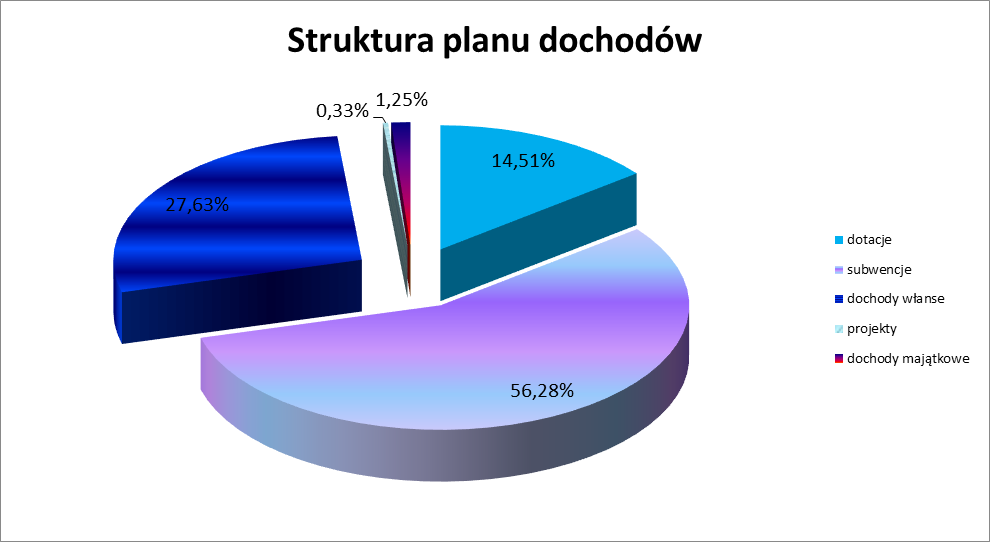 Struktura planu dochodów
0,33%
1,25%
14,51%
27,63%
56,28%
dotacje
subwencje
dochody włanse
projekty
dochody majątkowe